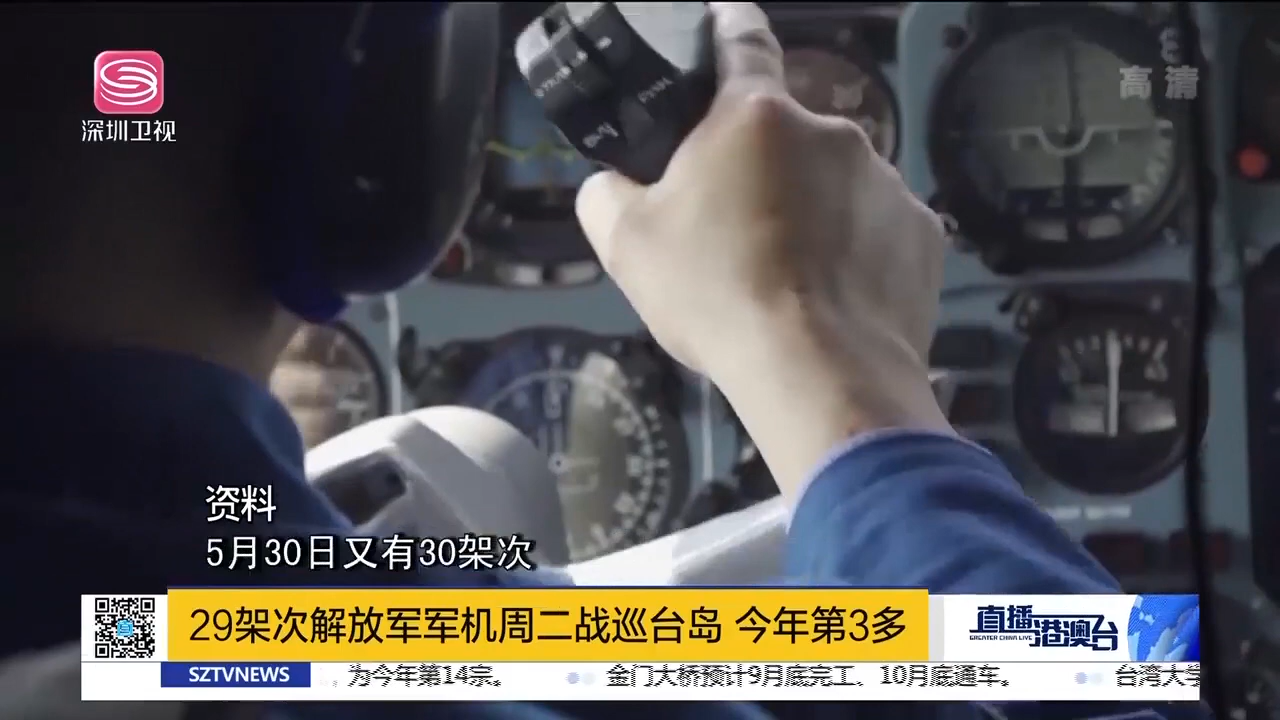 深圳卫视
高清
资料
5月30日又有30架次
29架次解放军军机周二战巡台岛 今年第3多
直播港澳台
GREATER CHINA LIVE
SZTVNEWS
，为今年第14宗。 金门大桥预计9月底完工、10月底通车。 台湾大学